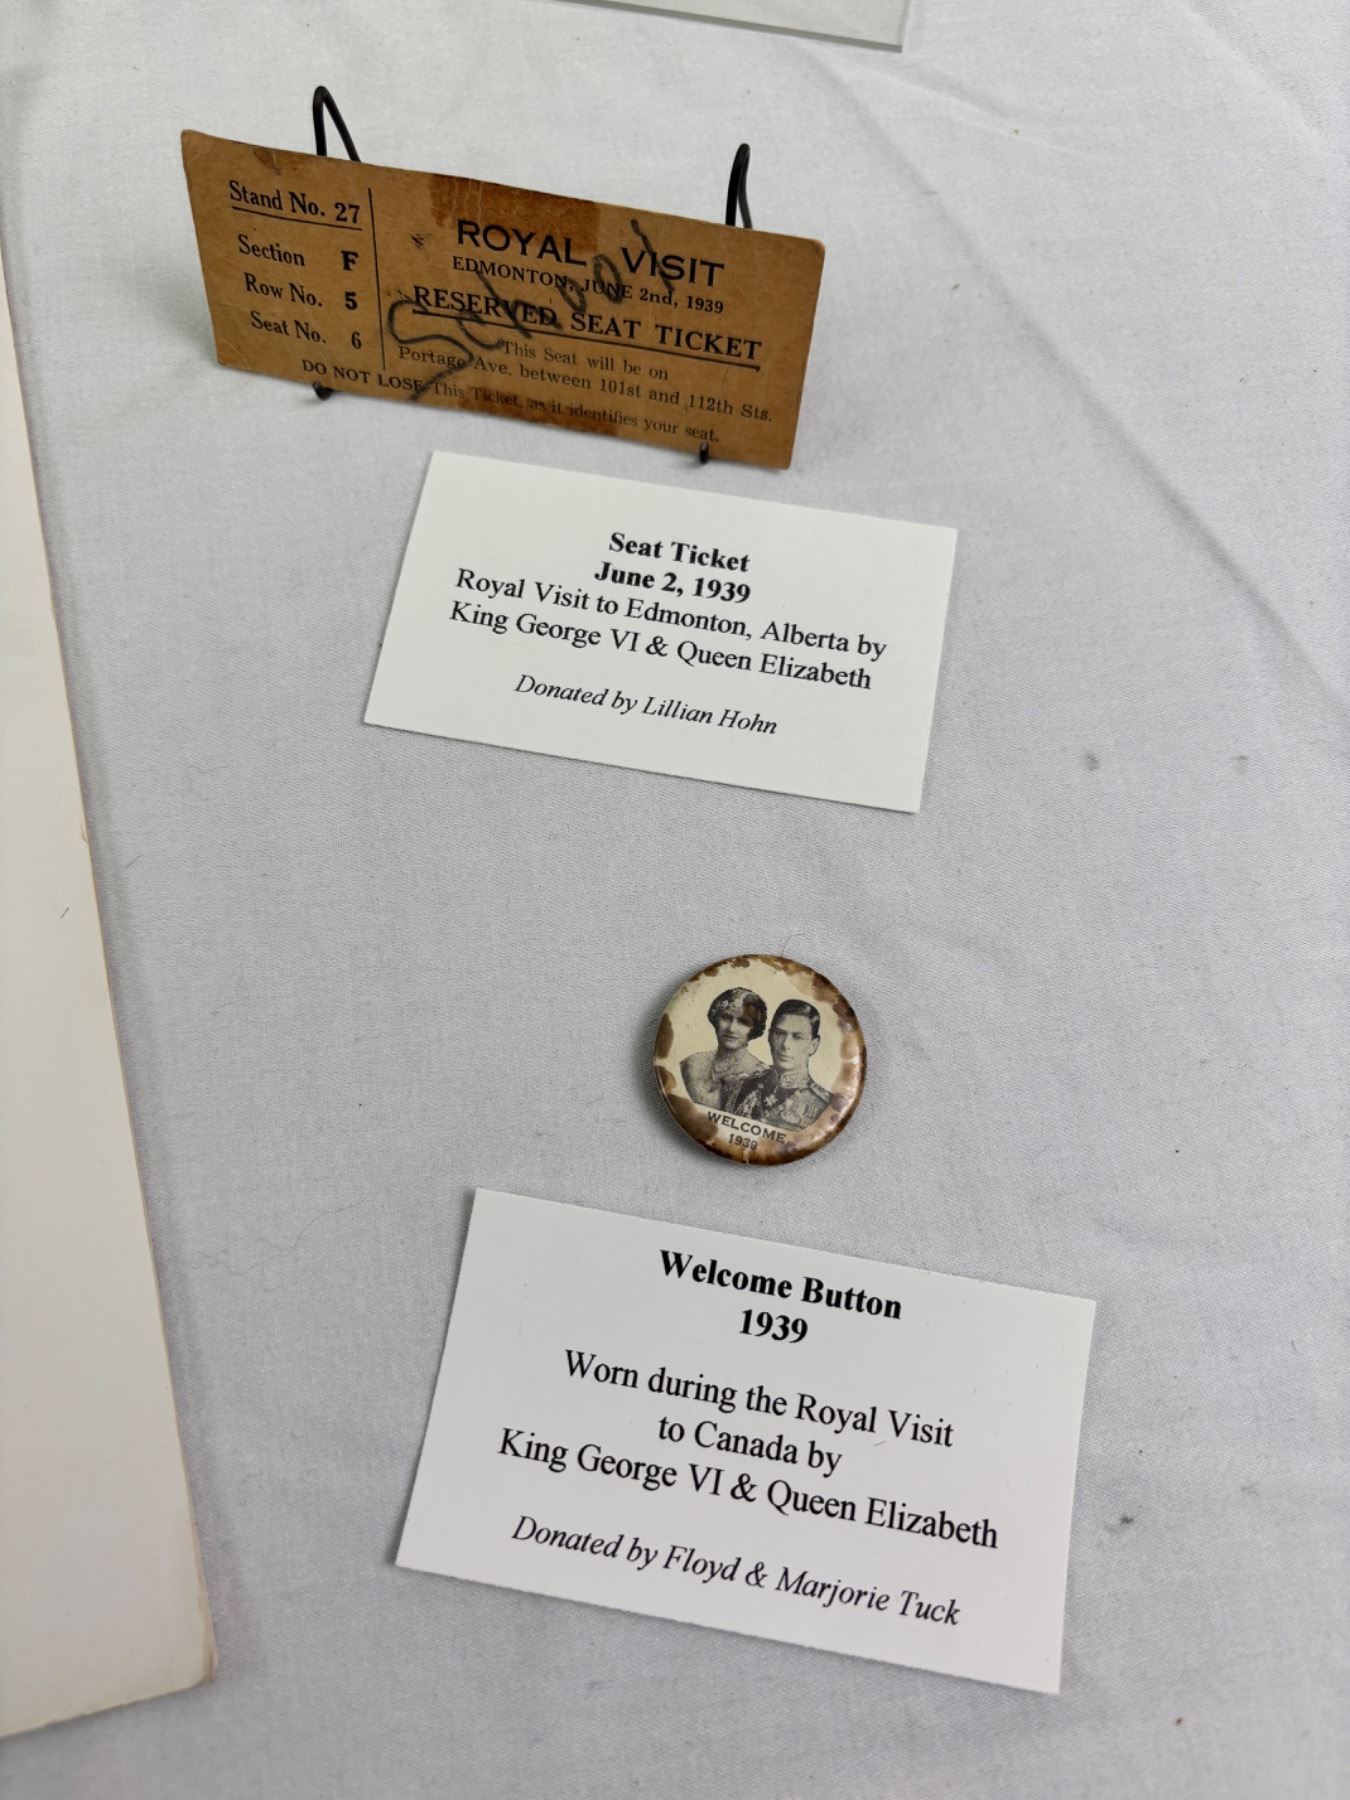 Stand No. 27
Section F
Row No. 5
Seat No. 6
ROYAL VISIT
EDMONTON, JUNE 2nd, 1939
RESERVED SEAT TICKET
This Seat will be on
Portage Ave. between 101st and 112th Sts.
DO NOT LOSE This Ticket, as it identifies your seat.
School
Seat Ticket
June 2, 1939
Royal Visit to Edmonton, Alberta by
King George VI & Queen Elizabeth
Donated by Lillian Hohn
WELCOME
1939
Welcome Button
1939
Worn during the Royal Visit
to Canada by
King George VI & Queen Elizabeth
Donated by Floyd & Marjorie Tuck